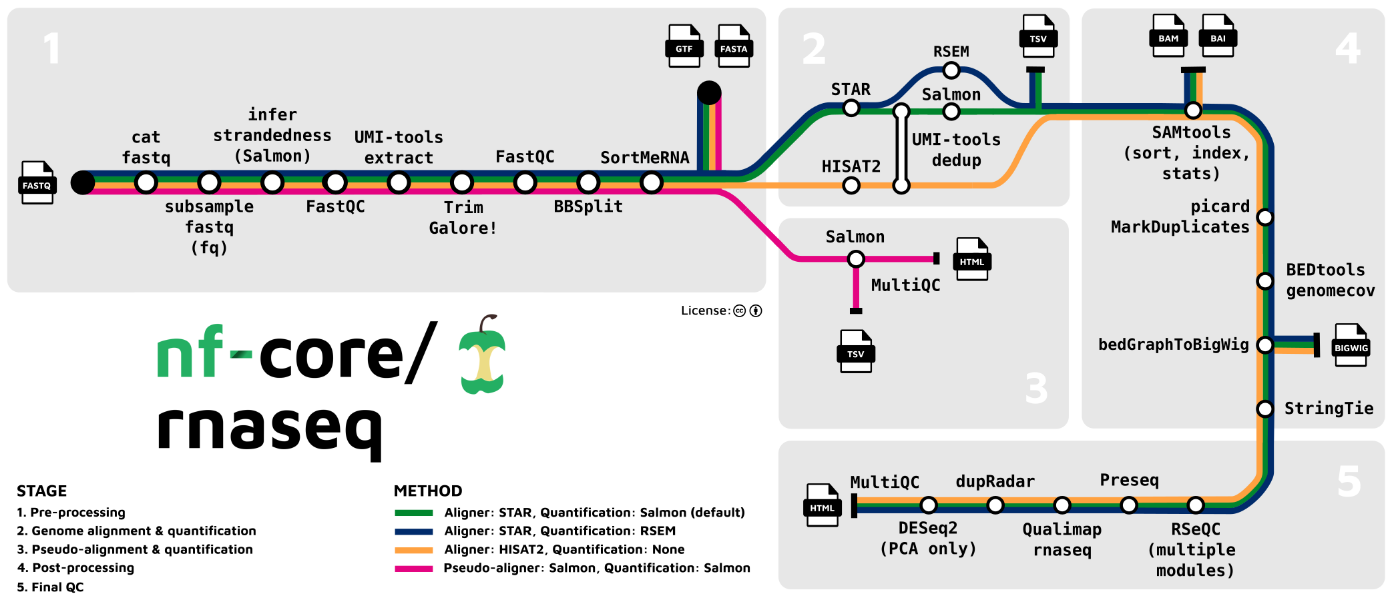 1
FASTQ
cat
fastq
subsample
fastq
(fq)
infer
strandedness
(Salmon)
FastQC
UMI-tools
extract
Trim
Galore!
FastQC
BBSplit
SortMeRNA
GTF
FASTA
2
STAR
HISAT2
RSEM
Salmon
UMI-tools
dedup
TSV
3
Salmon
MultiQC
HTML
TSV
4
BAM
BAI
SAMtools
(sort, index,
stats)
picard
MarkDuplicates
BEDtools
genomecov
bedGraphToBigWig
BIGWIG
StringTie
5
RSeQC
(multiple
modules)
Preseq
Qualimap
rnaseq
dupRadar
DESeq2
(PCA only)
MultiQC
HTML
License:
nf-core/
rnaseq
STAGE
1. Pre-processing
2. Genome alignment & quantification
3. Pseudo-alignment & quantification
4. Post-processing
5. Final QC
METHOD
Aligner: STAR, Quantification: Salmon (default)
Aligner: STAR, Quantification: RSEM
Aligner: HISAT2, Quantification: None
Pseudo-aligner: Salmon, Quantification: Salmon